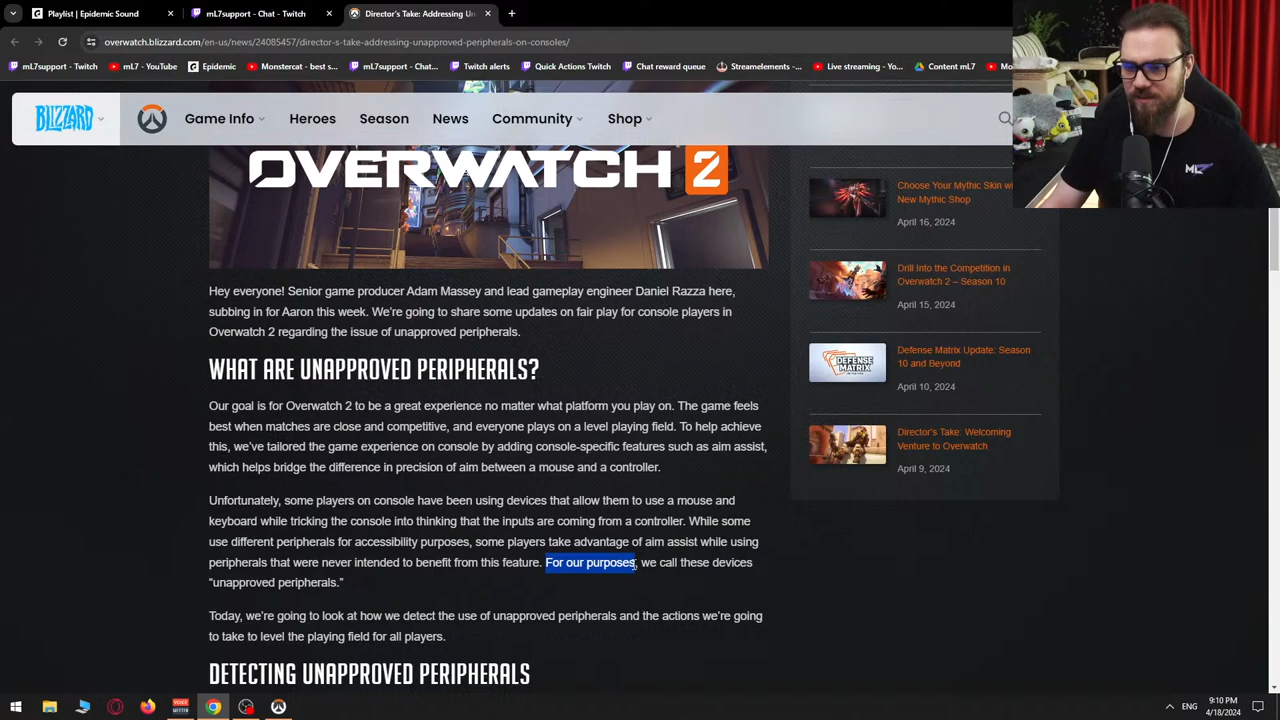 Playlist | Epidemic Sound
mL7support - Chat - Twitch
Director's Take: Addressing Un
overwatch.blizzard.com/en-us/news/24085457/director-s-take-addressing-unapproved-peripherals-on-consoles/
mL7support - Twitch
mL7 - YouTube
Epidemic
Monstercat - best s...
mL7support - Chat...
Twitch alerts
Quick Actions Twitch
Chat reward queue
Streamelements - ...
Live streaming - Yo...
Content mL7
Mo
BLIZZARD
Game Info
Heroes
Season
News
Community
Shop
OVERWATCH 2
Choose Your Mythic Skin wi
New Mythic Shop
April 16, 2024
Drill Into the Competition in
Overwatch 2 – Season 10
April 15, 2024
DEFENSE
MATRIX
Defense Matrix Update: Season
10 and Beyond
April 10, 2024
Director's Take: Welcoming
Venture to Overwatch
April 9, 2024
Hey everyone! Senior game producer Adam Massey and lead gameplay engineer Daniel Razza here,
subbing in for Aaron this week. We're going to share some updates on fair play for console players in
Overwatch 2 regarding the issue of unapproved peripherals.
WHAT ARE UNAPPROVED PERIPHERALS?
Our goal is for Overwatch 2 to be a great experience no matter what platform you play on. The game feels
best when matches are close and competitive, and everyone plays on a level playing field. To help achieve
this, we've tailored the game experience on console by adding console-specific features such as aim assist,
which helps bridge the difference in precision of aim between a mouse and a controller.
Unfortunately, some players on console have been using devices that allow them to use a mouse and
keyboard while tricking the console into thinking that the inputs are coming from a controller. While some
use different peripherals for accessibility purposes, some players take advantage of aim assist while using
peripherals that were never intended to benefit from this feature. For our purposes, we call these devices
"unapproved peripherals."
Today, we're going to look at how we detect the use of unapproved peripherals and the actions we're going
to take to level the playing field for all players.
DETECTING UNAPPROVED PERIPHERALS
ML
ENG
9:10 PM
4/18/2024